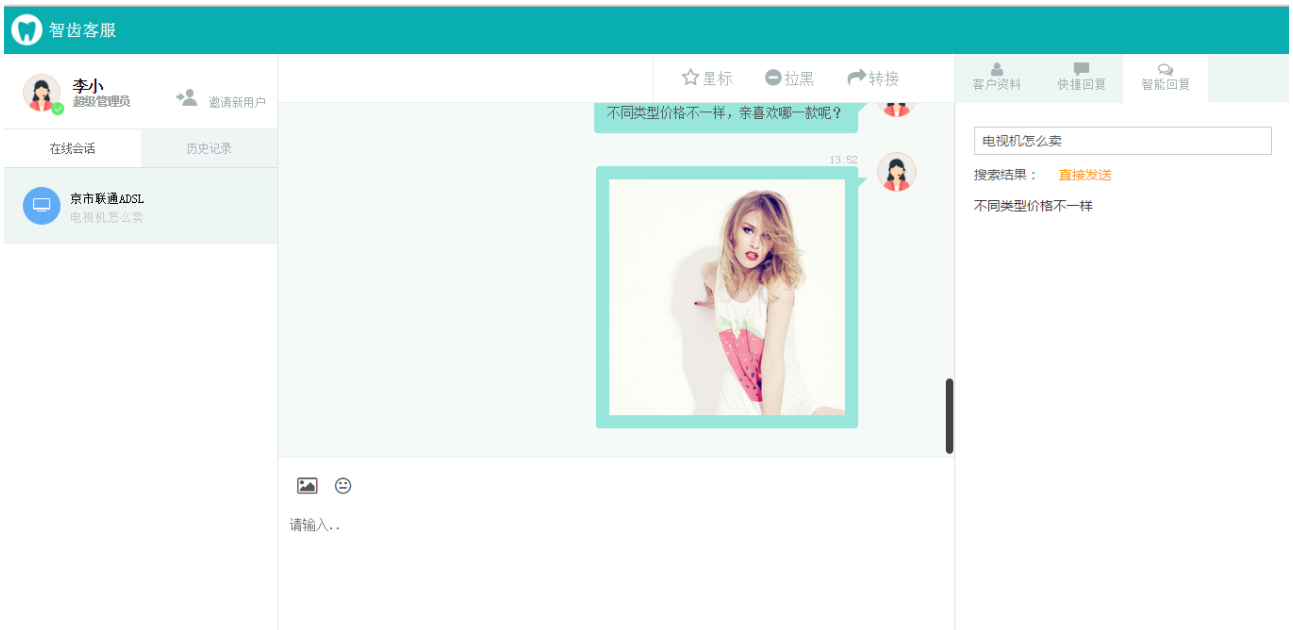 智齿客服
李小
超级管理员
邀请新用户
在线会话
历史记录
京市联通ADSL
电视机怎么卖
星标
拉黑
转接
不同类型价格不一样，亲喜欢哪一款呢？
13:52
请输入..
客户资料
快捷回复
智能回复
电视机怎么卖
搜索结果： 直接发送
不同类型价格不一样